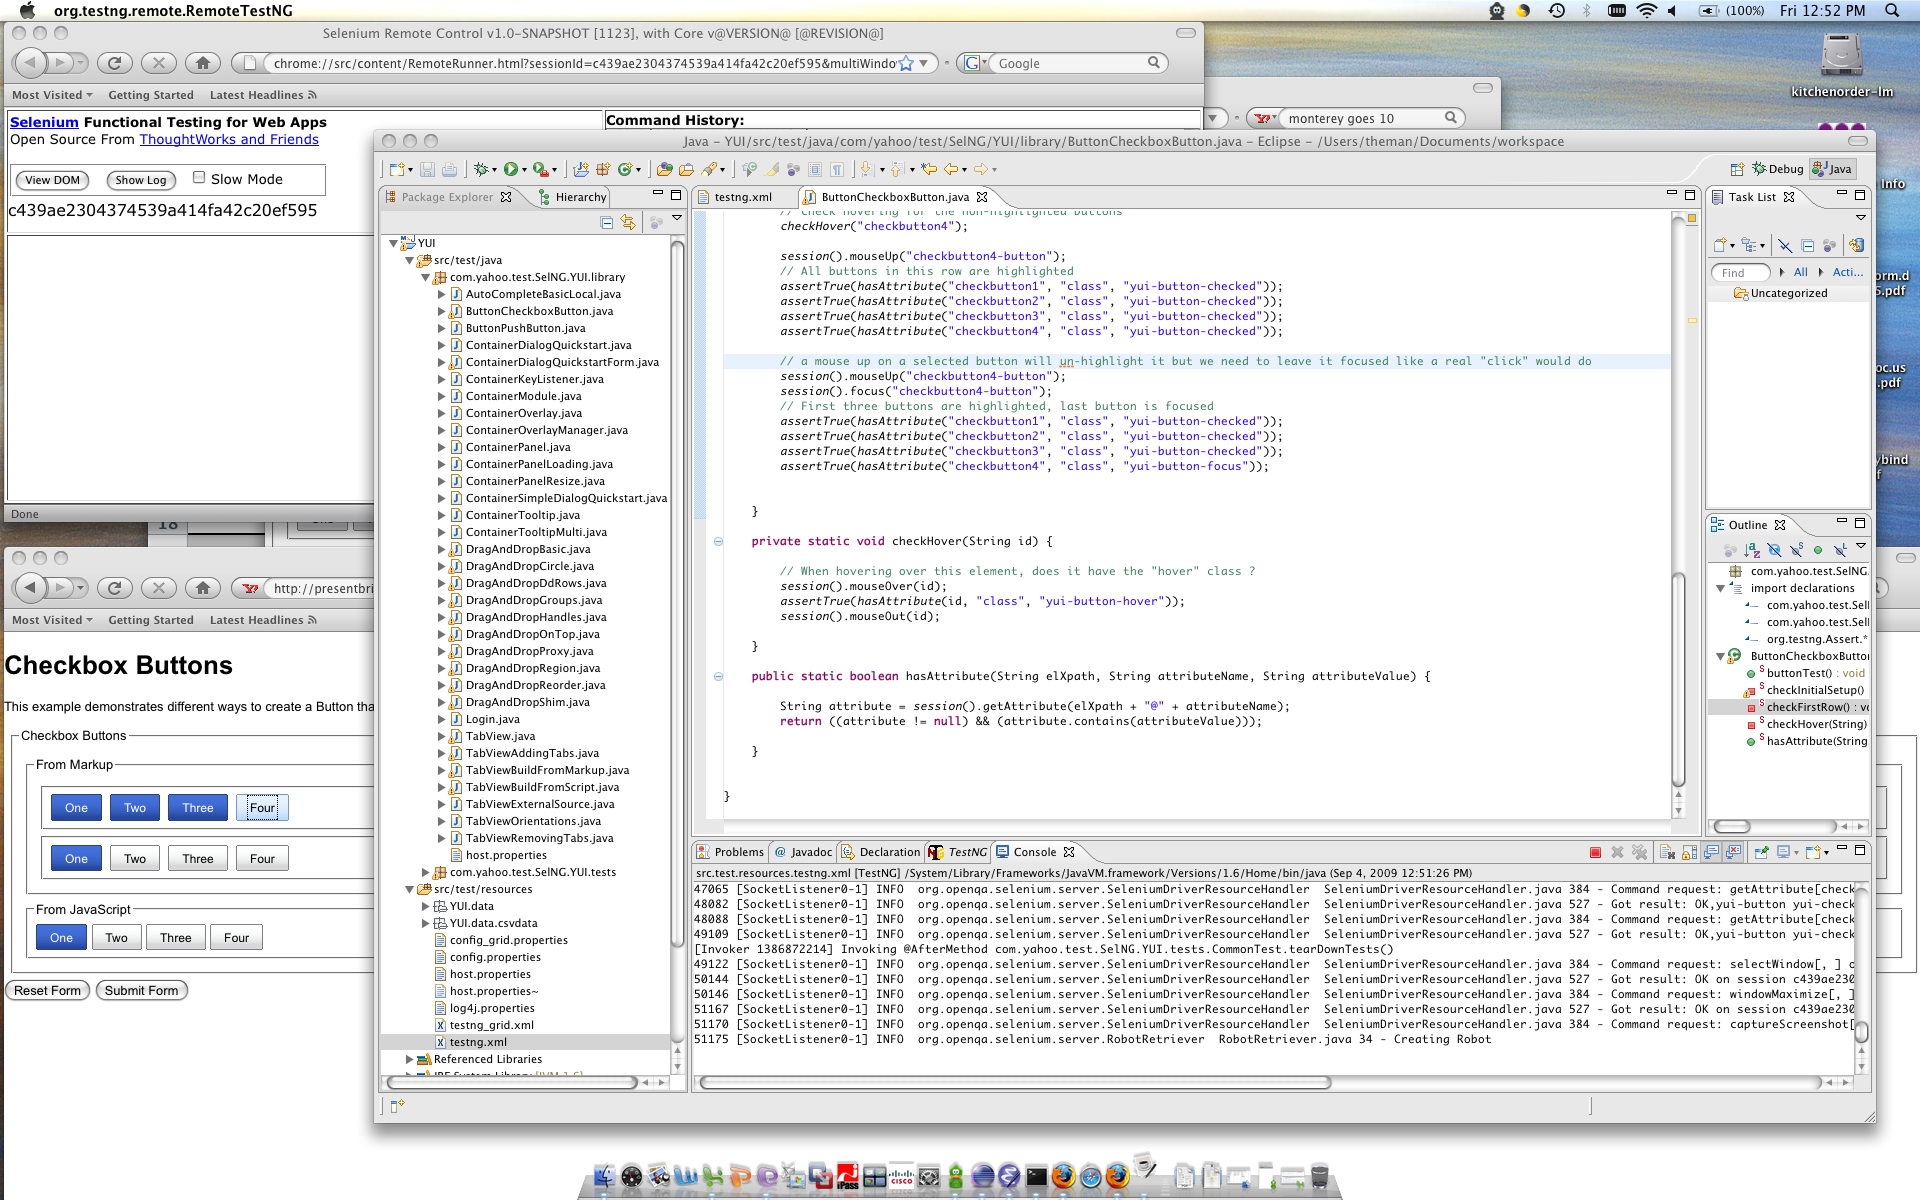 org.testng.remote.RemoteTestNG
(100%) Fri 12:52 PM
Selenium Remote Control v1.0-SNAPSHOT [1123], with Core v@VERSION@ [@REVISION@]
chrome://src/content/RemoteRunner.html?sessionId=c439ae2304374539a414fa42c20ef595&multiWindo
Google
Most Visited Getting Started Latest Headlines
Selenium Functional Testing for Web Apps
Open Source From ThoughtWorks and Friends
View DOM Show Log Slow Mode
c439ae2304374539a414fa42c20ef595
Command History:
Done
monterey goes 10
kitchenorder-lm
Info
orm.d
5.pdf
oc.us
.pdf
ybind
f
18
http://presentbri
Most Visited Getting Started Latest Headlines
Checkbox Buttons
This example demonstrates different ways to create a Button tha
Checkbox Buttons
From Markup
One Two Three Four
One Two Three Four
From JavaScript
One Two Three Four
Reset Form Submit Form
Java - YUI/src/test/java/com/yahoo/test/SelNG/YUI/library/ButtonCheckboxButton.java - Eclipse - /Users/theman/Documents/workspace
Debug Java
Package Explorer Hierarchy
YUI
src/test/java
com.yahoo.test.SelNG.YUI.library
AutoCompleteBasicLocal.java
ButtonCheckboxButton.java
ButtonPushButton.java
ContainerDialogQuickstart.java
ContainerDialogQuickstartForm.java
ContainerKeyListener.java
ContainerModule.java
ContainerOverlay.java
ContainerOverlayManager.java
ContainerPanel.java
ContainerPanelLoading.java
ContainerPanelResize.java
ContainerSimpleDialogQuickstart.java
ContainerTooltip.java
ContainerTooltipMulti.java
DragAndDropBasic.java
DragAndDropCircle.java
DragAndDropDdRows.java
DragAndDropGroups.java
DragAndDropHandles.java
DragAndDropOnTop.java
DragAndDropProxy.java
DragAndDropRegion.java
DragAndDropReorder.java
DragAndDropShim.java
Login.java
TabView.java
TabViewAddingTabs.java
TabViewBuildFromMarkup.java
TabViewBuildFromScript.java
TabViewExternalSource.java
TabViewOrientations.java
TabViewRemovingTabs.java
host.properties
com.yahoo.test.SelNG.YUI.tests
src/test/resources
YUI.data
YUI.data.csvdata
config_grid.properties
config.properties
host.properties
host.properties~
log4j.properties
testng_grid.xml
testng.xml
Referenced Libraries
JRE System Library [JVM 1.6]
testng.xml ButtonCheckboxButton.java
// Check hovering for the non-highlighted buttons
checkHover("checkbutton4");
session().mouseUp("checkbutton4-button");
// All buttons in this row are highlighted
assertTrue(hasAttribute("checkbutton1", "class", "yui-button-checked"));
assertTrue(hasAttribute("checkbutton2", "class", "yui-button-checked"));
assertTrue(hasAttribute("checkbutton3", "class", "yui-button-checked"));
assertTrue(hasAttribute("checkbutton4", "class", "yui-button-checked"));
// a mouse up on a selected button will un-highlight it but we need to leave it focused like a real "click" would do
session().mouseUp("checkbutton4-button");
session().focus("checkbutton4-button");
// First three buttons are highlighted, last button is focused
assertTrue(hasAttribute("checkbutton1", "class", "yui-button-checked"));
assertTrue(hasAttribute("checkbutton2", "class", "yui-button-checked"));
assertTrue(hasAttribute("checkbutton3", "class", "yui-button-checked"));
assertTrue(hasAttribute("checkbutton4", "class", "yui-button-focus"));
}
private static void checkHover(String id) {
// When hovering over this element, does it have the "hover" class ?
session().mouseOver(id);
assertTrue(hasAttribute(id, "class", "yui-button-hover"));
session().mouseOut(id);
}
public static boolean hasAttribute(String elXpath, String attributeName, String attributeValue) {
String attribute = session().getAttribute(elXpath + "@" + attributeName);
return ((attribute != null) && (attribute.contains(attributeValue)));
}
}
Task List
Find All Acti...
Uncategorized
Outline
com.yahoo.test.SelNG.
import declarations
com.yahoo.test.Sel
com.yahoo.test.Sel
org.testng.Assert.*
ButtonCheckboxButto
buttonTest() : void
checkInitialSetup()
checkFirstRow() : vo
checkHover(String)
hasAttribute(String
Problems @ Javadoc Declaration TestNG Console
src.test.resources.testng.xml [TestNG] /System/Library/Frameworks/JavaVM.framework/Versions/1.6/Home/bin/java (Sep 4, 2009 12:51:26 PM)
47065 [SocketListener0-1] INFO org.openqa.selenium.server.SeleniumDriverResourceHandler SeleniumDriverResourceHandler.java 384 - Command request: getAttribute[check
48082 [SocketListener0-1] INFO org.openqa.selenium.server.SeleniumDriverResourceHandler SeleniumDriverResourceHandler.java 527 - Got result: OK,yui-button yui-check
48088 [SocketListener0-1] INFO org.openqa.selenium.server.SeleniumDriverResourceHandler SeleniumDriverResourceHandler.java 384 - Command request: getAttribute[check
49109 [SocketListener0-1] INFO org.openqa.selenium.server.SeleniumDriverResourceHandler SeleniumDriverResourceHandler.java 527 - Got result: OK,yui-button yui-check
[Invoker 1386872214] Invoking @AfterMethod com.yahoo.test.SelNG.YUI.tests.CommonTest.tearDownTests()
49122 [SocketListener0-1] INFO org.openqa.selenium.server.SeleniumDriverResourceHandler SeleniumDriverResourceHandler.java 384 - Command request: selectWindow[, ] o
50144 [SocketListener0-1] INFO org.openqa.selenium.server.SeleniumDriverResourceHandler SeleniumDriverResourceHandler.java 527 - Got result: OK on session c439ae230
50146 [SocketListener0-1] INFO org.openqa.selenium.server.SeleniumDriverResourceHandler SeleniumDriverResourceHandler.java 384 - Command request: windowMaximize[, ]
51167 [SocketListener0-1] INFO org.openqa.selenium.server.SeleniumDriverResourceHandler SeleniumDriverResourceHandler.java 527 - Got result: OK on session c439ae230
51170 [SocketListener0-1] INFO org.openqa.selenium.server.SeleniumDriverResourceHandler SeleniumDriverResourceHandler.java 384 - Command request: captureScreenshot[
51175 [SocketListener0-1] INFO org.openqa.selenium.server.RobotRetriever RobotRetriever.java 34 - Creating Robot
iPass
CISCO